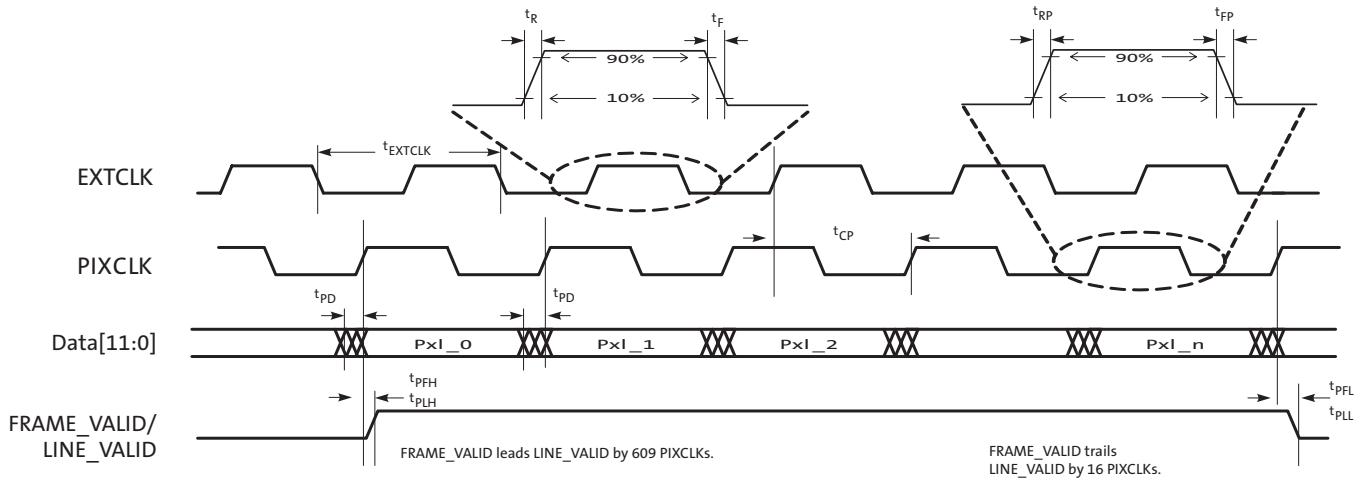 tR
tF
tRP
tFP
90%
90%
10%
10%
tEXTCLK
EXTCLK
tCP
PIXCLK
tPD
tPD
Data[11:0]
Pxl_0
Pxl_1
Pxl_2
Pxl_n
tPFH
tPLH
tPFL
tPLL
FRAME_VALID/
LINE_VALID
FRAME_VALID leads LINE_VALID by 609 PIXCLKs.
FRAME_VALID trails
LINE_VALID by 16 PIXCLKs.